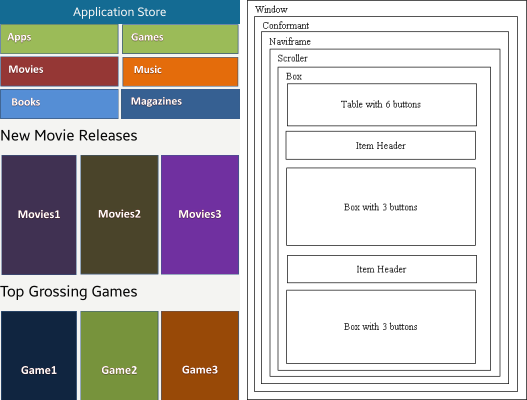 Application Store
Apps
Games
Movies
Music
Books
Magazines
New Movie Releases
Movies1
Movies2
Movies3
Top Grossing Games
Game1
Game2
Game3
Window
Conformant
Naviframe
Scroller
Box
Table with 6 buttons
Item Header
Box with 3 buttons
Item Header
Box with 3 buttons